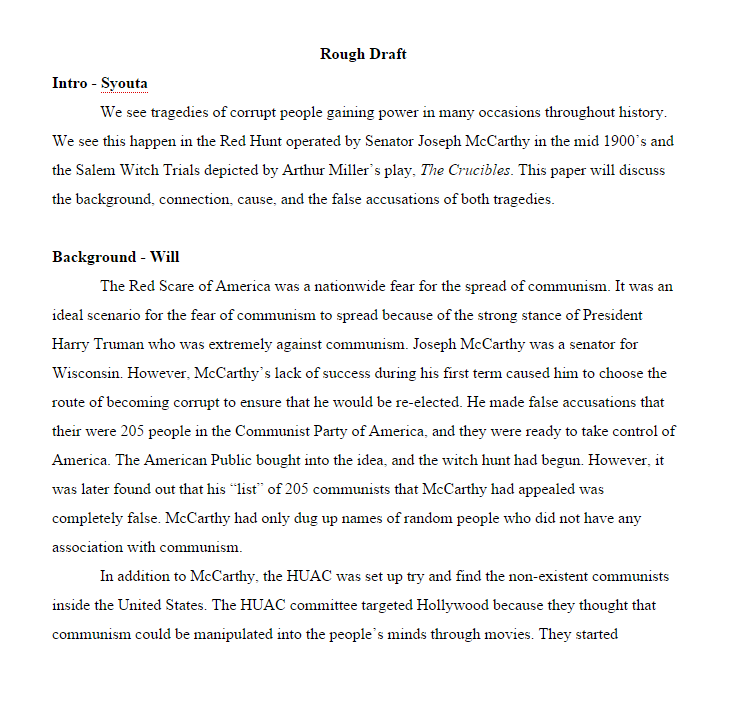 Rough Draft
Intro - Syouta
We see tragedies of corrupt people gaining power in many occasions throughout history.
We see this happen in the Red Hunt operated by Senator Joseph McCarthy in the mid 1900’s and
the Salem Witch Trials depicted by Arthur Miller’s play, The Crucibles. This paper will discuss
the background, connection, cause, and the false accusations of both tragedies.
Background - Will
The Red Scare of America was a nationwide fear for the spread of communism. It was an
ideal scenario for the fear of communism to spread because of the strong stance of President
Harry Truman who was extremely against communism. Joseph McCarthy was a senator for
Wisconsin. However, McCarthy’s lack of success during his first term caused him to choose the
route of becoming corrupt to ensure that he would be re-elected. He made false accusations that
their were 205 people in the Communist Party of America, and they were ready to take control of
America. The American Public bought into the idea, and the witch hunt had begun. However, it
was later found out that his “list” of 205 communists that McCarthy had appealed was
completely false. McCarthy had only dug up names of random people who did not have any
association with communism.
In addition to McCarthy, the HUAC was set up try and find the non-existent communists
inside the United States. The HUAC committee targeted Hollywood because they thought that
communism could be manipulated into the people’s minds through movies. They started